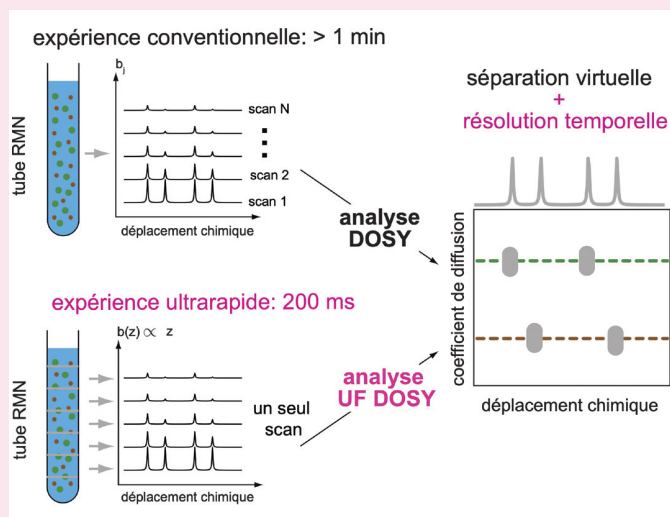 expérience conventionnelle: > 1 min
tube RMN
bj
scan N
scan 2
scan 1
déplacement chimique
analyse
DOSY
expérience ultrarapide: 200 ms
tube RMN
b(z) ∝ z
un seul
scan
déplacement chimique
analyse
UF DOSY
séparation virtuelle
+
résolution temporelle
coefficient de diffusion
déplacement chimique